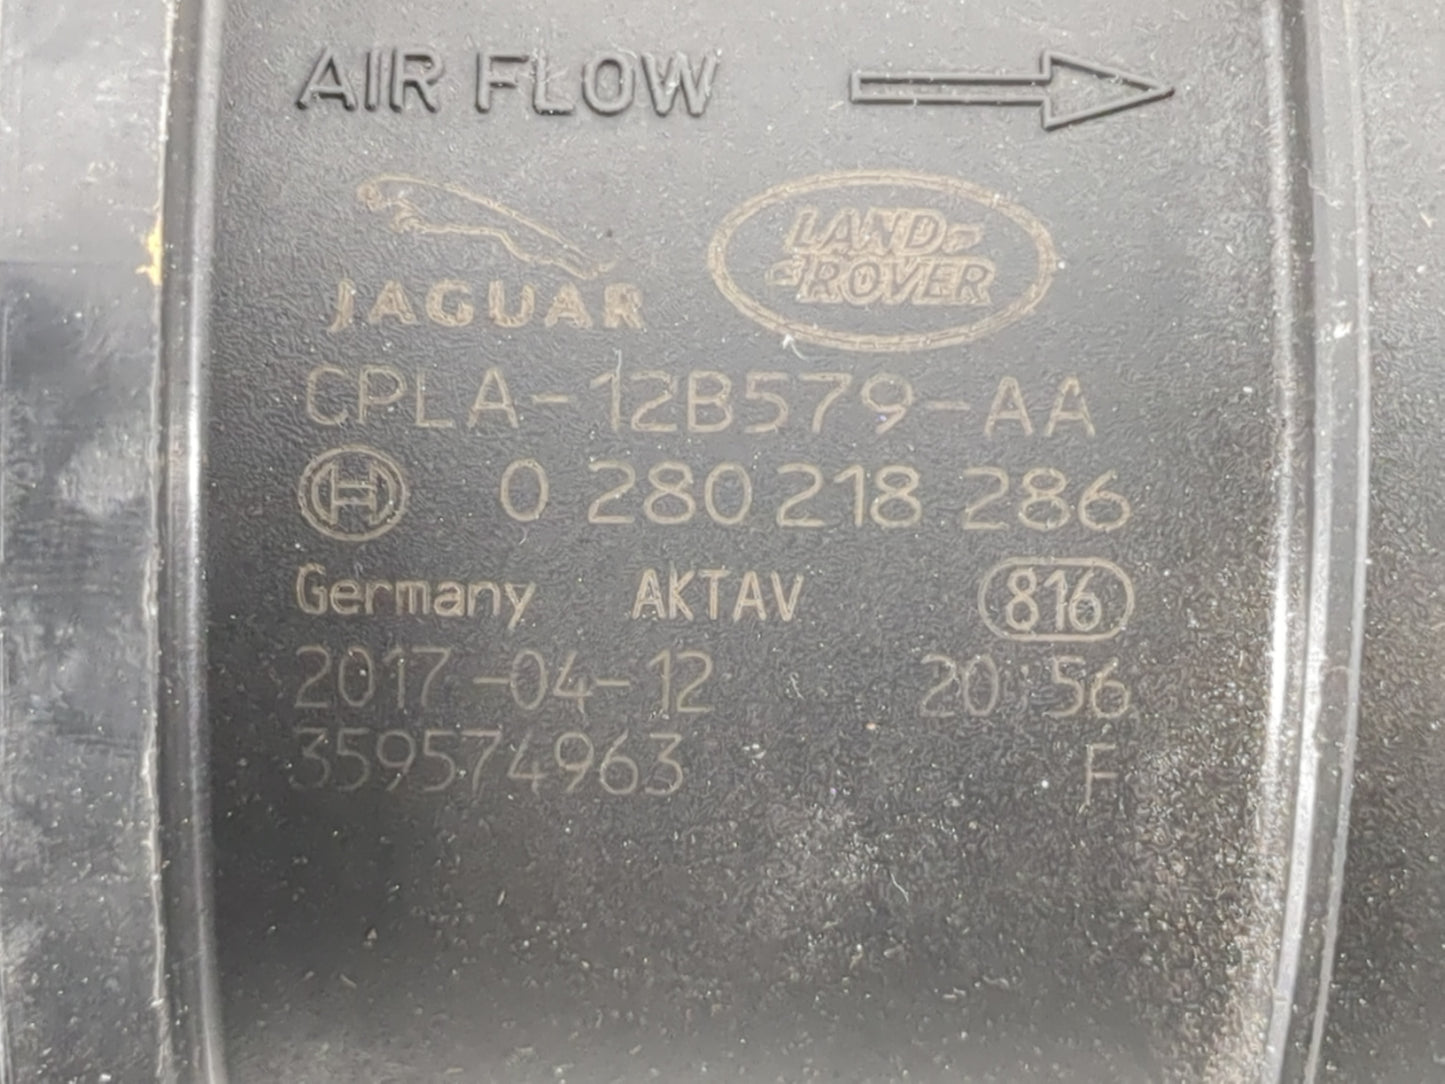 AIR FLOW
JAGUAR
LAND
ROVER
CPLA-12B579-AA
H 0 280 218 286
Germany AKTAV 816
2017-04-12 20:56
359574963 F